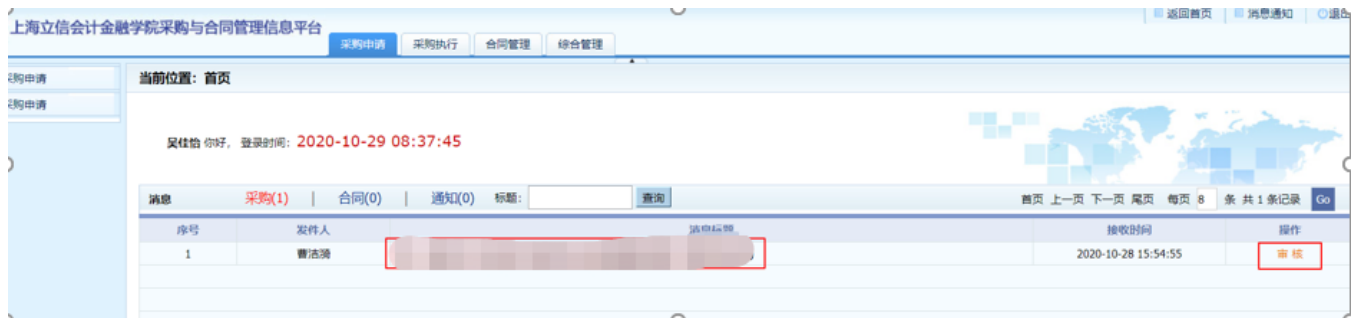 返回首页 消息通知
上海立信会计金融学院采购与合同管理信息平台
采购申请 采购执行 合同管理 综合管理
采购申请 当前位置：首页
采购申请
吴佳怡 你好， 登录时间：2020-10-29 08:37:45
消息 采购(1) | 合同(0) | 通知(0) 标题： 查询 首页 上一页 下一页 尾页 每页 8 条 共 1 条记录 Go
序号 发件人 消息标题 接收时间 操作
1 曹洁漪 2020-10-28 15:54:55 审 核